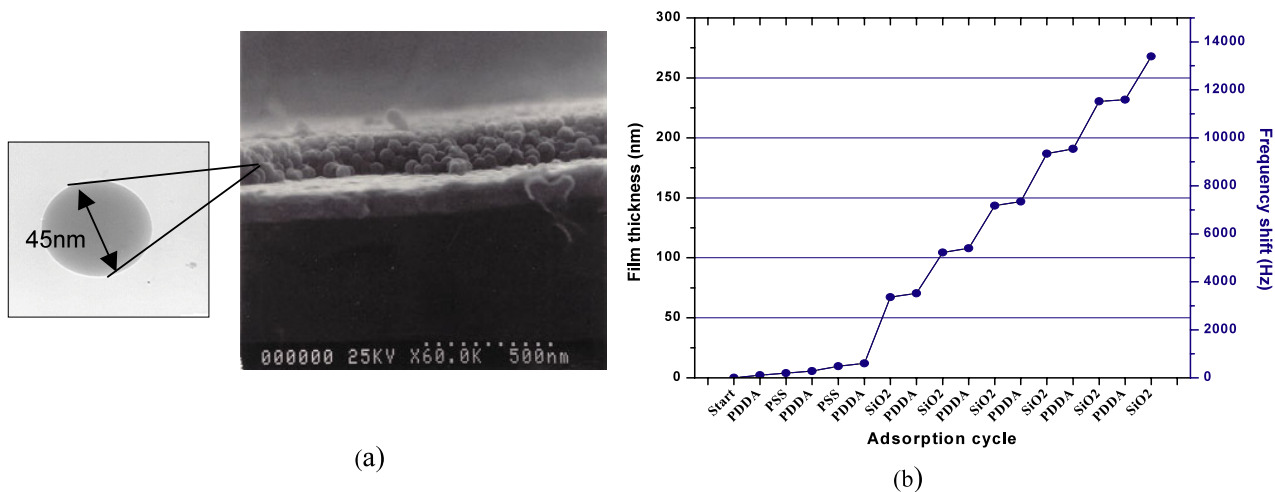 45nm
000000 25KV X60.0K 500nm
(a)
Film thickness (nm)
300
250
200
150
100
50
0
14000
12000
10000
8000
6000
4000
2000
0
Frequency shift (Hz)
Start
PDDA
PSS
PDDA
PSS
PDDA
SiO2
PDDA
SiO2
PDDA
SiO2
PDDA
SiO2
PDDA
SiO2
PDDA
SiO2
Adsorption cycle
(b)